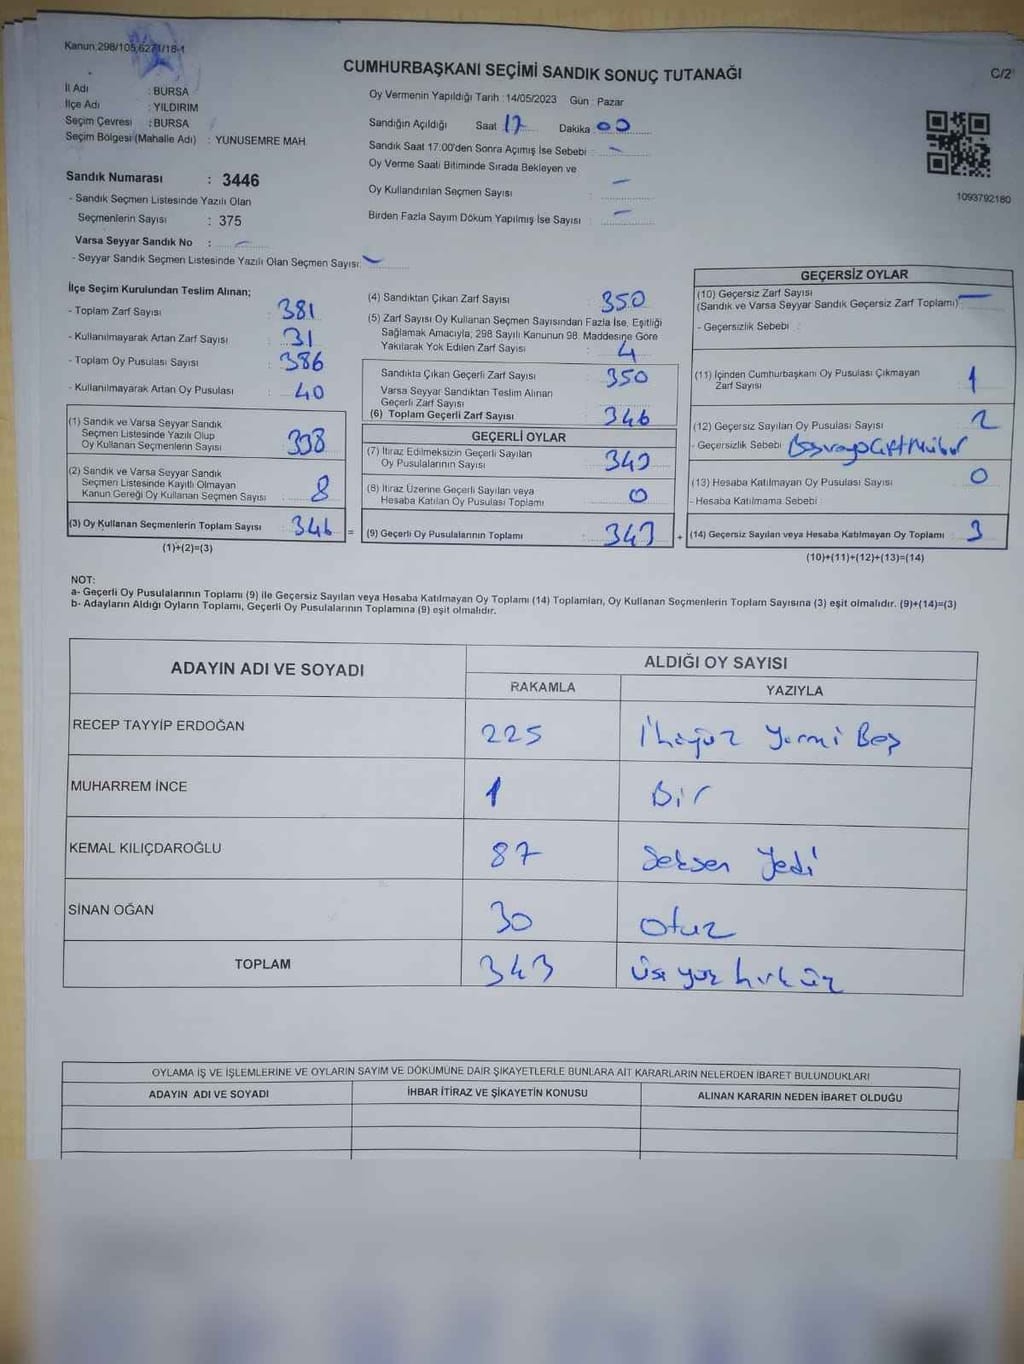 Kanun:298/105,6271/18-1
CUMHURBAŞKANI SEÇİMİ SANDIK SONUÇ TUTANAĞI
C/2
İl Adı : BURSA
İlçe Adı : YILDIRIM
Seçim Çevresi : BURSA
Seçim Bölgesi (Mahalle Adı) : YUNUSEMRE MAH
Sandık Numarası : 3446
- Sandık Seçmen Listesinde Yazılı Olan
Seçmenlerin Sayısı : 375
Varsa Seyyar Sandık No : -
- Seyyar Sandık Seçmen Listesinde Yazılı Olan Seçmen Sayısı: -
Oy Vermenin Yapıldığı Tarih : 14/05/2023 Gün : Pazar
Sandığın Açıldığı Saat 17 Dakika 00
Sandık Saat 17:00'den Sonra Açımış İse Sebebi : -
Oy Verme Saati Bitiminde Sırada Bekleyen ve
Oy Kullandırılan Seçmen Sayısı : -
Birden Fazla Sayım Döküm Yapılmış İse Sayısı : -
1093792180
İlçe Seçim Kurulundan Teslim Alınan;
- Toplam Zarf Sayısı : 381
- Kullanılmayarak Artan Zarf Sayısı : 31
- Toplam Oy Pusulası Sayısı : 386
- Kullanılmayarak Artan Oy Pusulası : 40
(1) Sandık ve Varsa Seyyar Sandık
Seçmen Listesinde Yazılı Olup
Oy Kullanan Seçmenlerin Sayısı : 338
(2) Sandık ve Varsa Seyyar Sandık
Seçmen Listesinde Kayıtlı Olmayan
Kanun Gereği Oy Kullanan Seçmen Sayısı : 8
(3) Oy Kullanan Seçmenlerin Toplam Sayısı : 346 =
(1)+(2)=(3)
(4) Sandıktan Çıkan Zarf Sayısı : 350
(5) Zarf Sayısı Oy Kullanan Seçmen Sayısından Fazla İse, Eşitliği
Sağlamak Amacıyla; 298 Sayılı Kanunun 98. Maddesine Göre
Yakılarak Yok Edilen Zarf Sayısı : 4
Sandıkta Çıkan Geçerli Zarf Sayısı : 350
Varsa Seyyar Sandıktan Teslim Alınan
Geçerli Zarf Sayısı :
(6) Toplam Geçerli Zarf Sayısı : 346
GEÇERLİ OYLAR
(7) İtiraz Edilmeksizin Geçerli Sayılan
Oy Pusulalarının Sayısı : 343
(8) İtiraz Üzerine Geçerli Sayılan veya
Hesaba Katılan Oy Pusulası Toplamı : 0
(9) Geçerli Oy Pusulalarının Toplamı : 343 +
GEÇERSİZ OYLAR
(10) Geçersiz Zarf Sayısı
(Sandık ve Varsa Seyyar Sandık Geçersiz Zarf Toplamı): -
- Geçersizlik Sebebi :
(11) İçinden Cumhurbaşkanı Oy Pusulası Çıkmayan
Zarf Sayısı : 1
(12) Geçersiz Sayılan Oy Pusulası Sayısı : 2
- Geçersizlik Sebebi :
(13) Hesaba Katılmayan Oy Pusulası Sayısı : 0
- Hesaba Katılmama Sebebi :
(14) Geçersiz Sayılan veya Hesaba Katılmayan Oy Toplamı : 3
(10)+(11)+(12)+(13)=(14)
NOT:
a- Geçerli Oy Pusulalarının Toplamı (9) ile Geçersiz Sayılan veya Hesaba Katılmayan Oy Toplamı (14) Toplamları, Oy Kullanan Seçmenlerin Toplam Sayısına (3) eşit olmalıdır. (9)+(14)=(3)
b- Adayların Aldığı Oyların Toplamı, Geçerli Oy Pusulalarının Toplamına (9) eşit olmalıdır.
ADAYIN ADI VE SOYADI
ALDIĞI OY SAYISI
RAKAMLA YAZIYLA
RECEP TAYYİP ERDOĞAN 225 İkiyüz Yirmi Beş
MUHARREM İNCE 1 Bir
KEMAL KILIÇDAROĞLU 87 Seksen Yedi
SİNAN OĞAN 30 otuz
TOPLAM 343 Üçyüz kırk üç
OYLAMA İŞ VE İŞLEMLERİNE VE OYLARIN SAYIM VE DÖKÜMÜNE DAİR ŞİKAYETLERLE BUNLARA AİT KARARLARIN NELERDEN İBARET BULUNDUKLARI
ADAYIN ADI VE SOYADI İHBAR İTİRAZ VE ŞİKAYETİN KONUSU ALINAN KARARIN NEDEN İBARET OLDUĞU